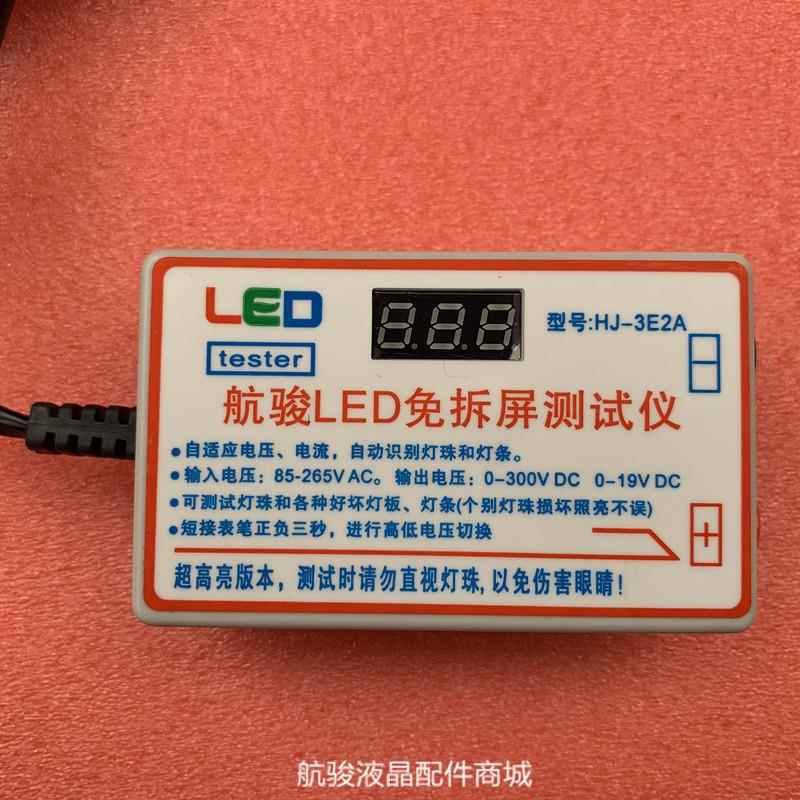 LED
8.8.8
型号:HJ-3E2A
tester
航骏LED免拆屏测试仪
●自适应电压、电流，自动识别灯珠和灯条。
●输入电压：85-265V AC。 输出电压：0-300V DC 0-19V DC
●可测试灯珠和各种好坏灯板、灯条(个别灯珠损坏照亮不误)
●短接表笔正负三秒，进行高低电压切换
超高亮版本，测试时请勿直视灯珠,以免伤害眼睛!
航骏液晶配件商城